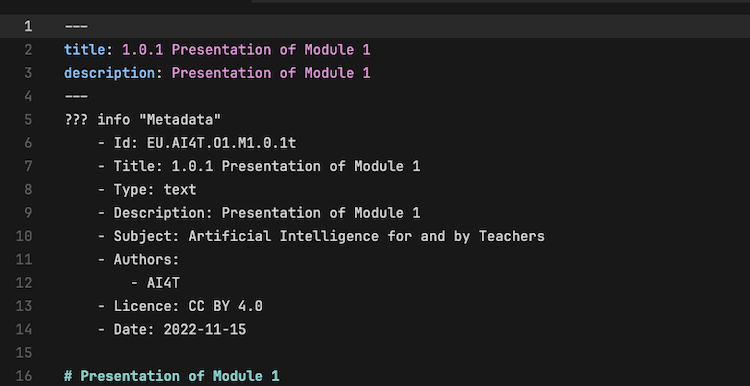 1 ---
2 title: 1.0.1 Presentation of Module 1
3 description: Presentation of Module 1
4 ---
5 ??? info "Metadata"
6     - Id: EU.AI4T.O1.M1.0.1t
7     - Title: 1.0.1 Presentation of Module 1
8     - Type: text
9     - Description: Presentation of Module 1
10     - Subject: Artificial Intelligence for and by Teachers
11     - Authors:
12         - AI4T
13     - Licence: CC BY 4.0
14     - Date: 2022-11-15
15
16 # Presentation of Module 1